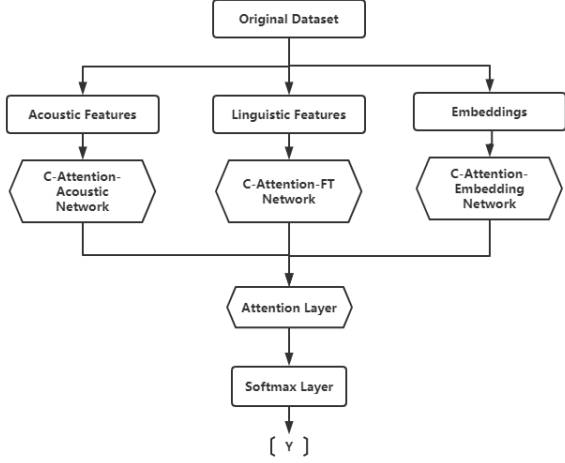 Original Dataset
Acoustic Features
Linguistic Features
Embeddings
C-Attention-
Acoustic
Network
C-Attention-FT
Network
C-Attention-
Embedding
Network
Attention Layer
Softmax Layer
[ Y ]